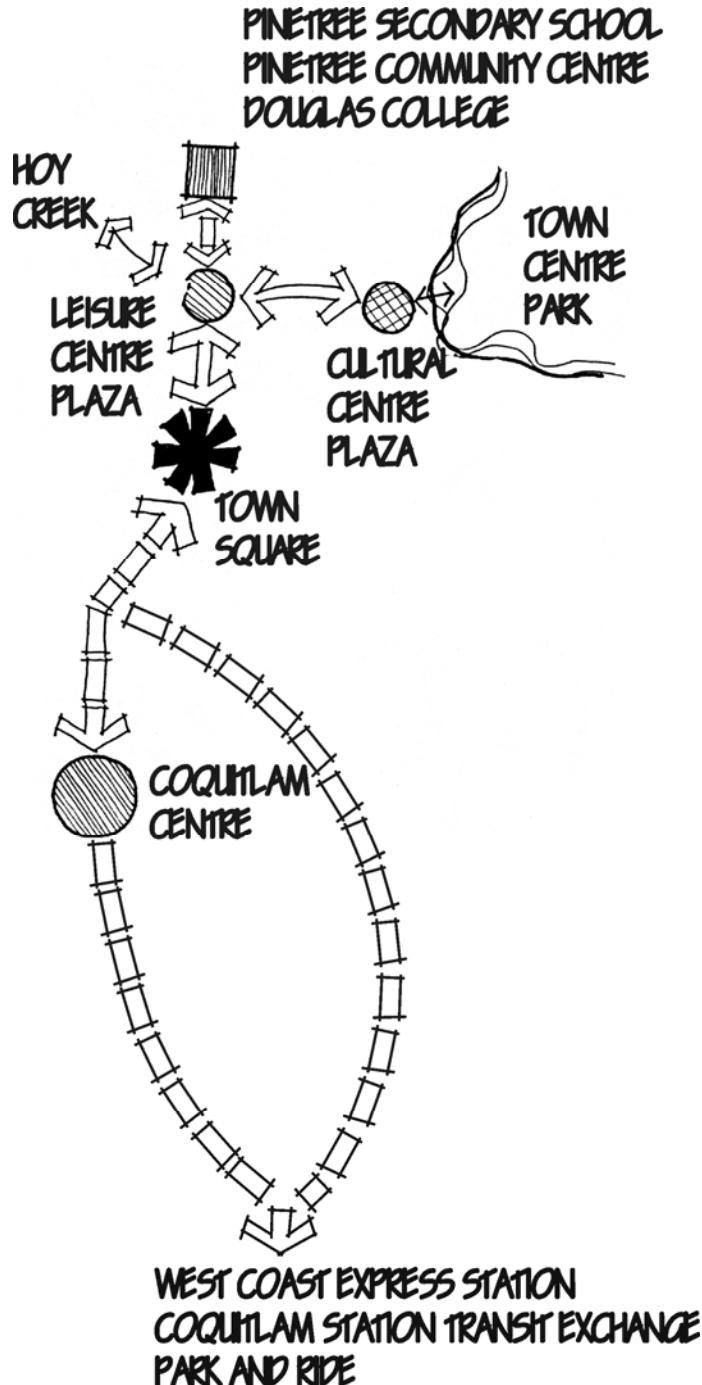 PINETREE SECONDARY SCHOOL
PINETREE COMMUNITY CENTRE
DOUGLAS COLLEGE
HOY
CREEK
TOWN
CENTRE
PARK
LEISURE
CENTRE
PLAZA
CULTURAL
CENTRE
PLAZA
TOWN
SQUARE
COQUITLAM
CENTRE
WEST COAST EXPRESS STATION
COQUITLAM STATION TRANSIT EXCHANGE
PARK AND RIDE